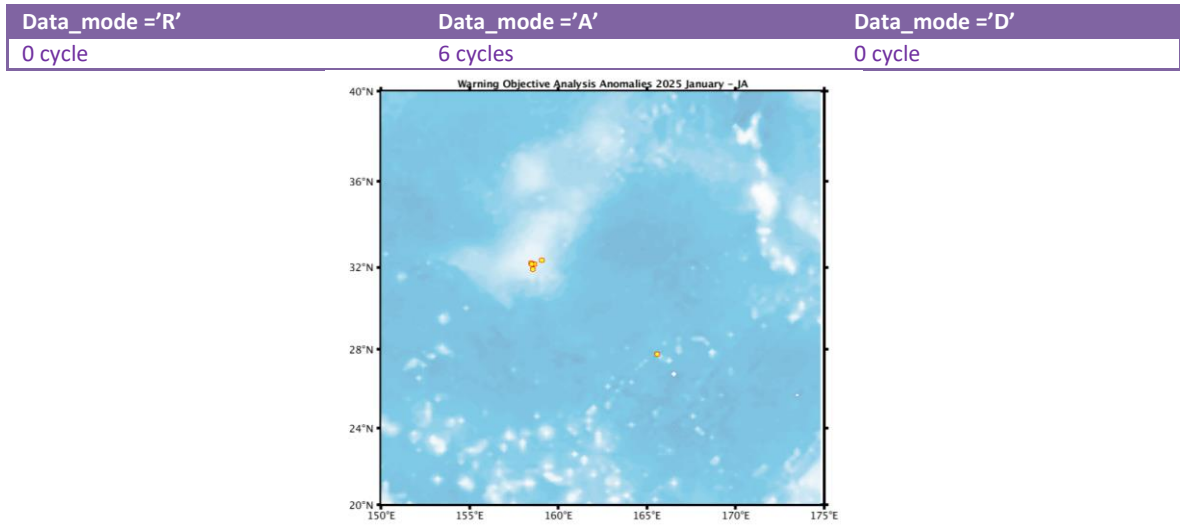 Data_mode =’R’ Data_mode =’A’ Data_mode =’D’
0 cycle 6 cycles 0 cycle
Warning Objective Analysis Anomalies 2025 January - JA
40°N
36°N
32°N
28°N
24°N
20°N
150°E 155°E 160°E 165°E 170°E 175°E